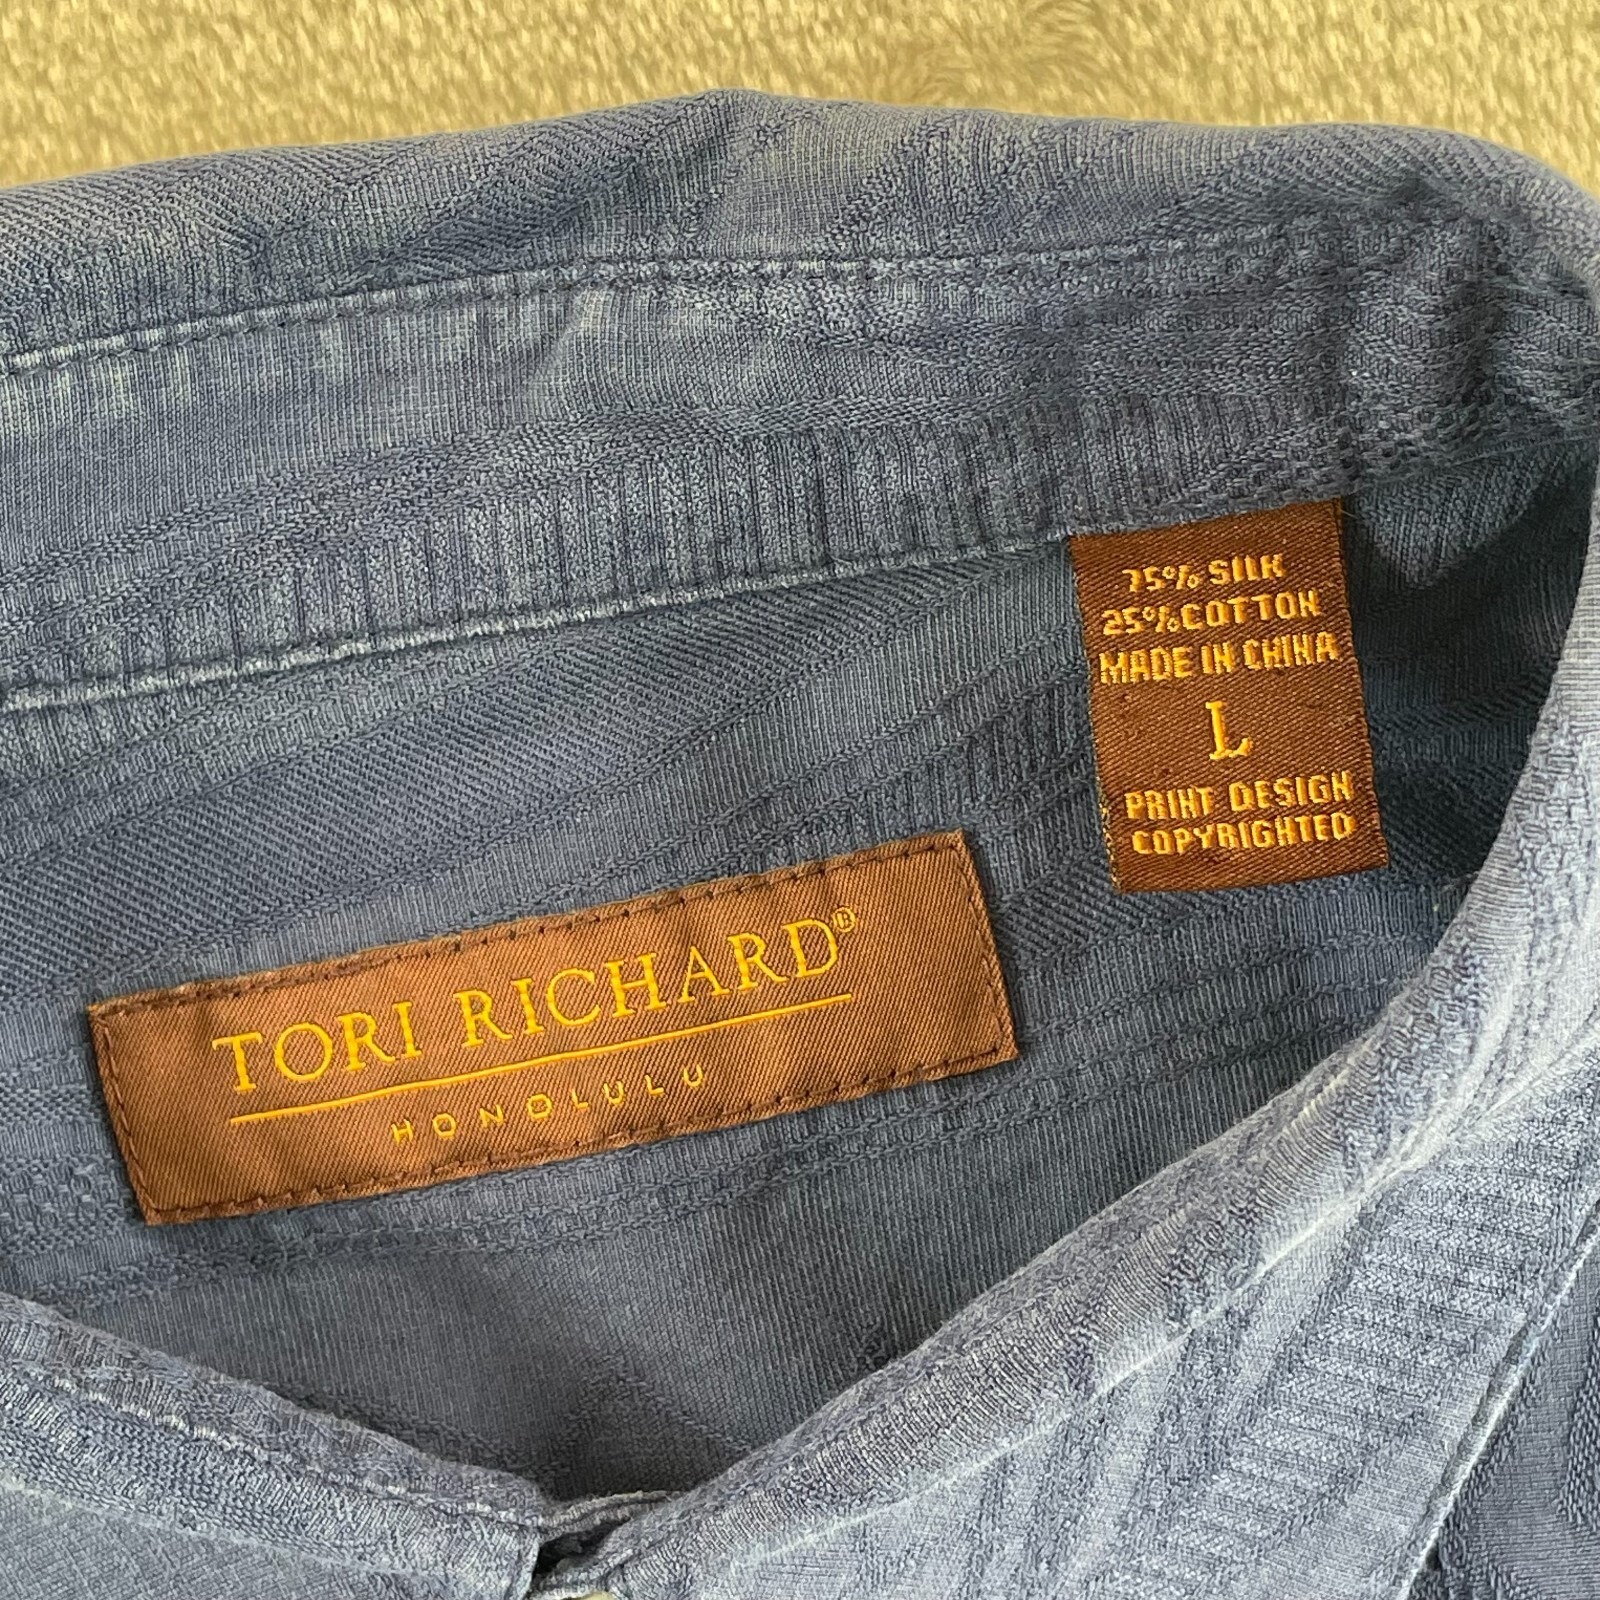 75% SILK
25% COTTON
MADE IN CHINA
L
PRINT DESIGN
COPYRIGHTED
TORI RICHARD®
HONOLULU